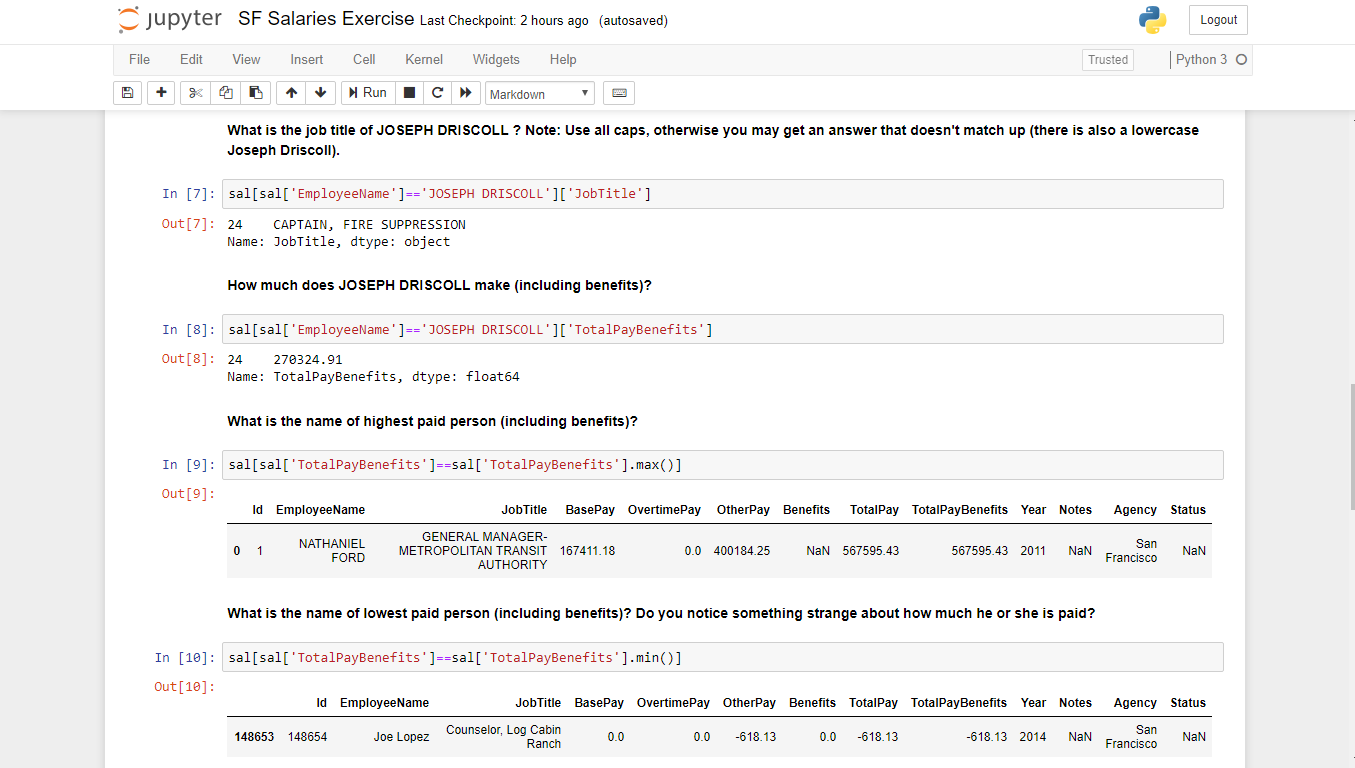 jupyter SF Salaries Exercise Last Checkpoint: 2 hours ago (autosaved) Logout
File Edit View Insert Cell Kernel Widgets Help Trusted Python 3
Run Markdown
What is the job title of JOSEPH DRISCOLL ? Note: Use all caps, otherwise you may get an answer that doesn't match up (there is also a lowercase
Joseph Driscoll).
In [7]: sal[sal['EmployeeName']=='JOSEPH DRISCOLL']['JobTitle']
Out[7]: 24 CAPTAIN, FIRE SUPPRESSION
Name: JobTitle, dtype: object
How much does JOSEPH DRISCOLL make (including benefits)?
In [8]: sal[sal['EmployeeName']=='JOSEPH DRISCOLL']['TotalPayBenefits']
Out[8]: 24 270324.91
Name: TotalPayBenefits, dtype: float64
What is the name of highest paid person (including benefits)?
In [9]: sal[sal['TotalPayBenefits']==sal['TotalPayBenefits'].max()]
Out[9]:
Id EmployeeName JobTitle BasePay OvertimePay OtherPay Benefits TotalPay TotalPayBenefits Year Notes Agency Status
0 1 NATHANIEL FORD GENERAL MANAGER-METROPOLITAN TRANSIT AUTHORITY 167411.18 0.0 400184.25 NaN 567595.43 567595.43 2011 NaN San Francisco NaN
What is the name of lowest paid person (including benefits)? Do you notice something strange about how much he or she is paid?
In [10]: sal[sal['TotalPayBenefits']==sal['TotalPayBenefits'].min()]
Out[10]:
Id EmployeeName JobTitle BasePay OvertimePay OtherPay Benefits TotalPay TotalPayBenefits Year Notes Agency Status
148653 148654 Joe Lopez Counselor, Log Cabin Ranch 0.0 0.0 -618.13 0.0 -618.13 -618.13 2014 NaN San Francisco NaN